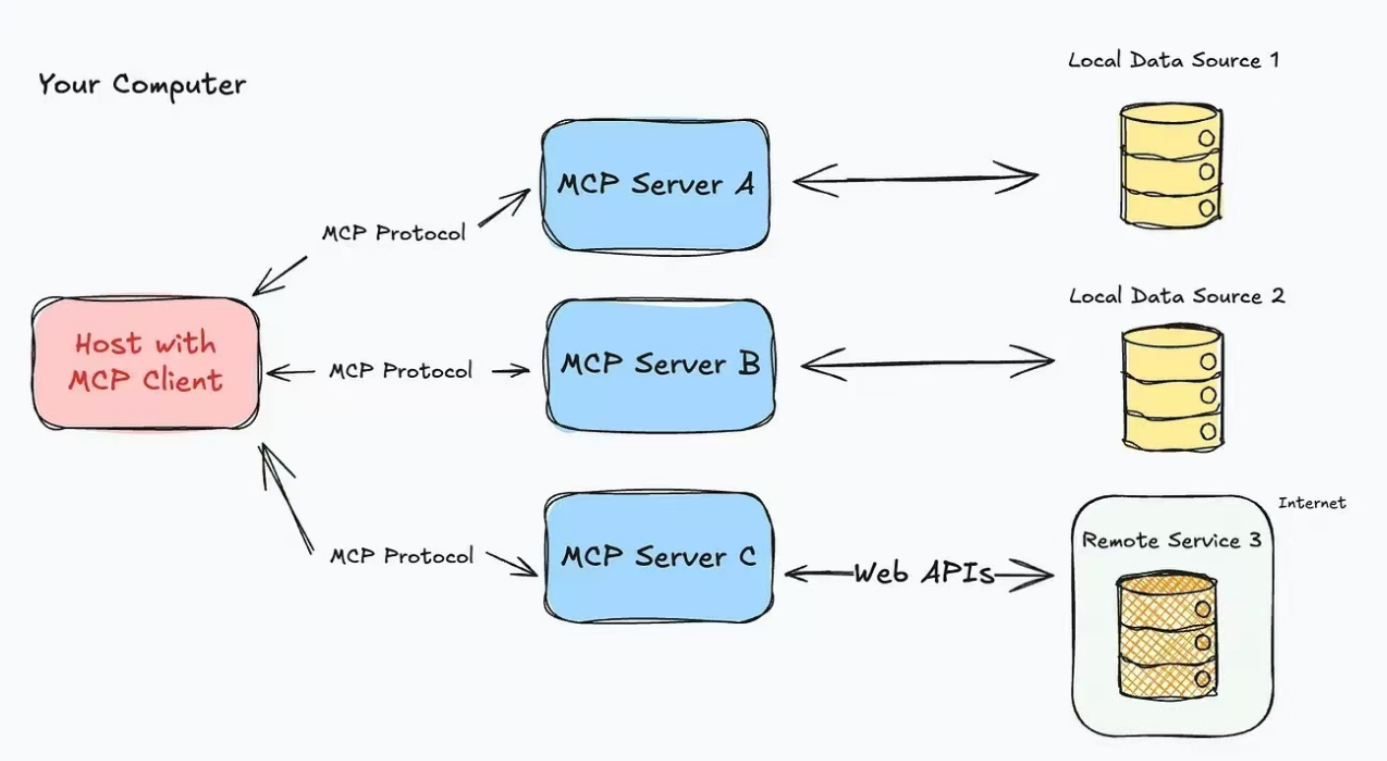 Your Computer
Local Data Source 1
MCP Server A
MCP Protocol
Local Data Source 2
Host with
MCP Client
MCP Protocol
MCP Server B
Internet
Remote Service 3
MCP Protocol
MCP Server C
Web APIs